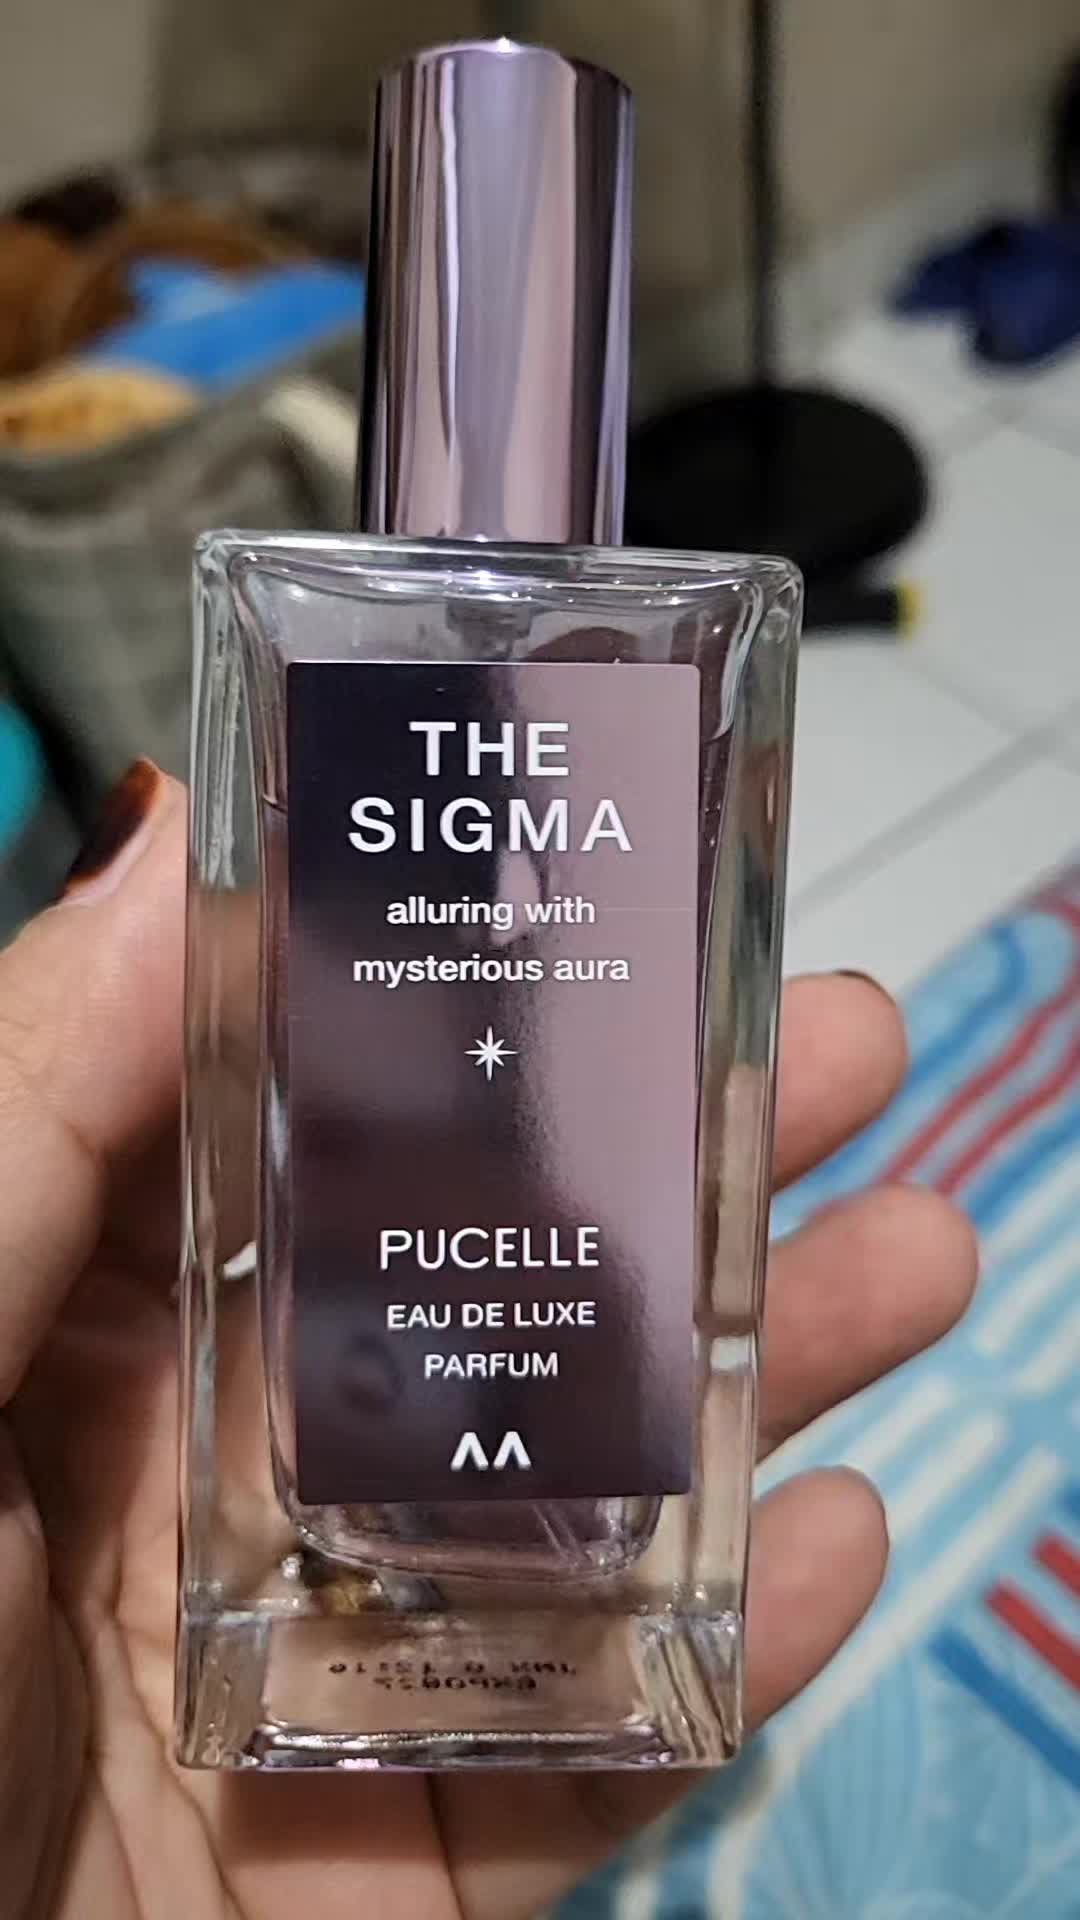 THE
SIGMA
alluring with
mysterious aura
PUCELLE
EAU DE LUXE
PARFUM